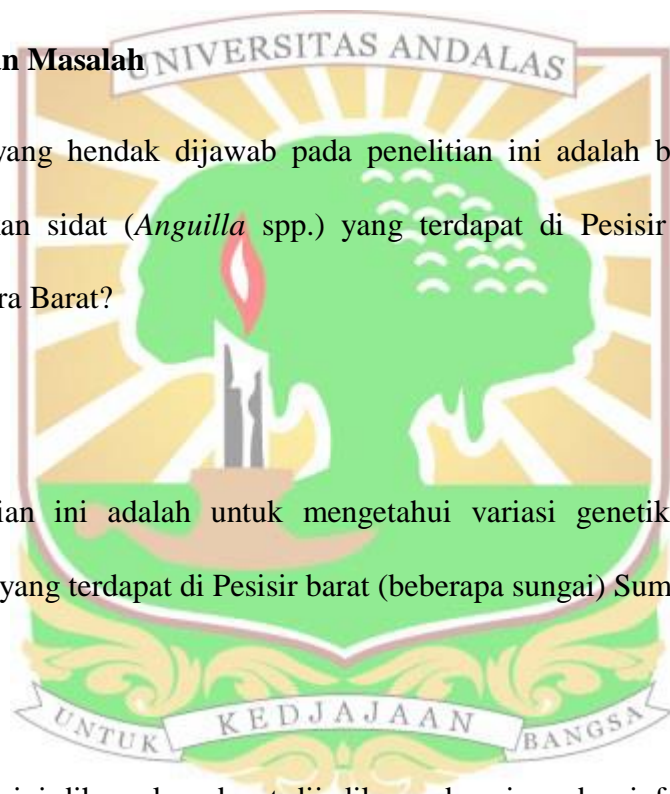 UNIVERSITAS ANDALAS
n Masalah
yang hendak dijawab pada penelitian ini adalah b
an sidat (Anguilla spp.) yang terdapat di Pesisir
ra Barat?
ian ini adalah untuk mengetahui variasi genetik
yang terdapat di Pesisir barat (beberapa sungai) Sum
UNTUK KEDJAJAAN BANGSA